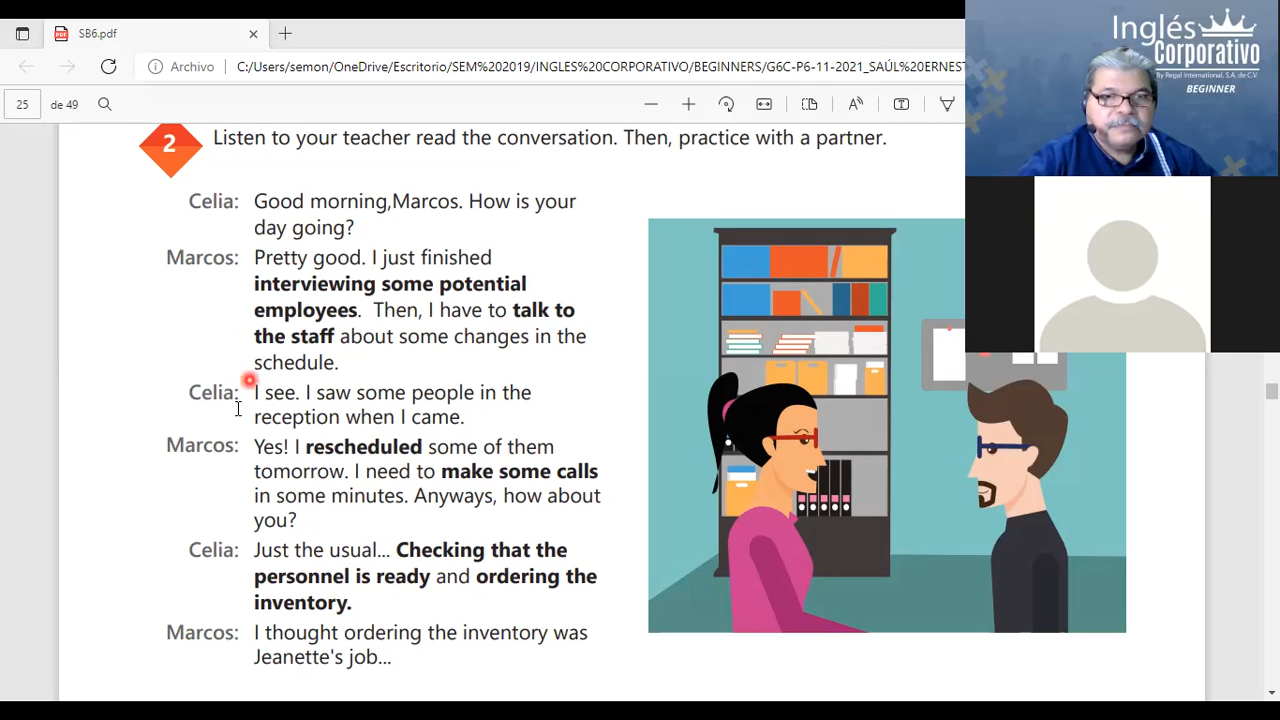 SB6.pdf
Archivo C:/Users/semon/OneDrive/Escritorio/SEM%202019/INGLES%20CORPORATIVO/BEGINNERS/G6C-P6-11-2021_SAÚL%20ERNEST
25 de 49
Inglés
Corporativo
By Regal International, S.A. de C.V.
BEGINNER
2 Listen to your teacher read the conversation. Then, practice with a partner.
Celia: Good morning,Marcos. How is your
day going?
Marcos: Pretty good. I just finished
interviewing some potential
employees. Then, I have to talk to
the staff about some changes in the
schedule.
Celia: I see. I saw some people in the
reception when I came.
Marcos: Yes! I rescheduled some of them
tomorrow. I need to make some calls
in some minutes. Anyways, how about
you?
Celia: Just the usual... Checking that the
personnel is ready and ordering the
inventory.
Marcos: I thought ordering the inventory was
Jeanette's job...